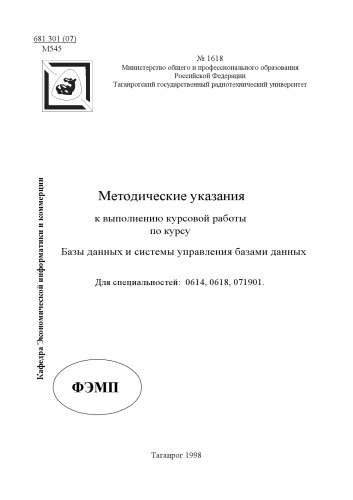 681.301 (07)
М545
№ 1618
Министерство общего и профессионального образования
Российской Федерации
Таганрогский государственный радиотехнический университет
Кафедра Экономической информатики и коммерции
Методические указания
к выполнению курсовой работы
по курсу
Базы данных и системы управления базами данных
Для специальностей: 0614, 0618, 071901.
ФЭМП
Таганрог 1998